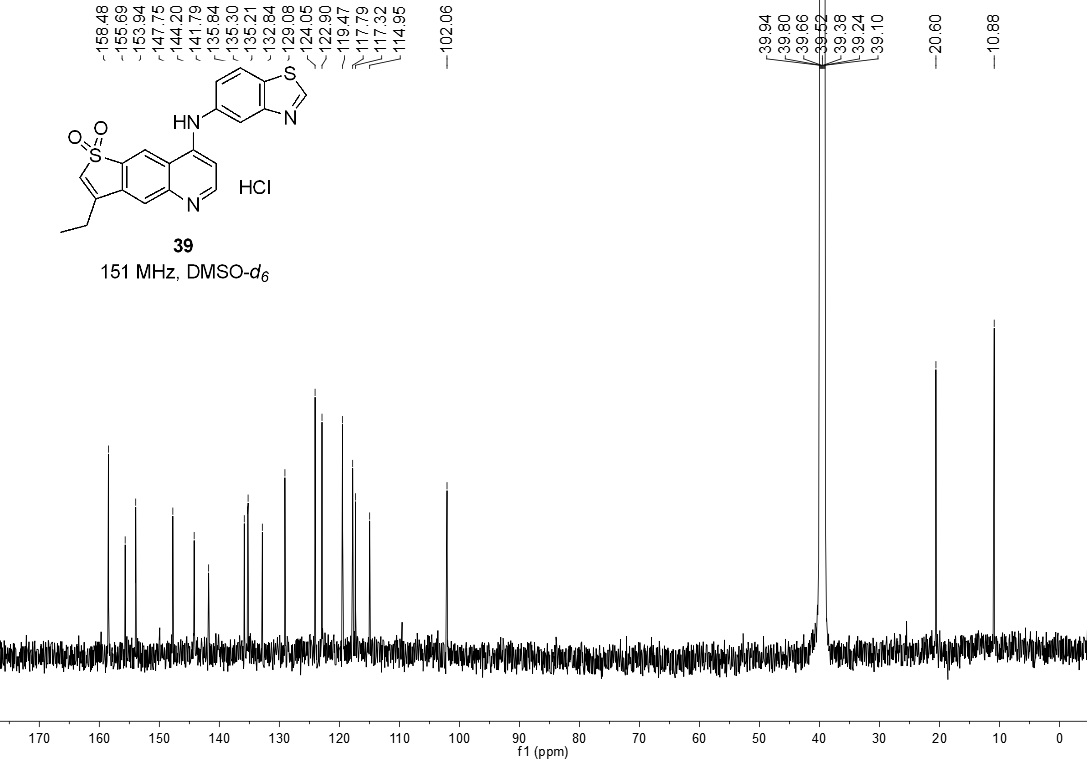 158.48
155.69
153.94
147.75
144.20
141.79
135.84
135.30
135.21
132.84
129.08
124.05
122.90
119.47
117.79
117.32
114.95
102.06
39.94
39.80
39.66
39.52
39.38
39.24
39.10
20.60
10.88
S
N
HN
O
O
S
N
HCl
39
151 MHz, DMSO-d6
170 160 150 140 130 120 110 100 90 80 70 60 50 40 30 20 10 0
f1 (ppm)